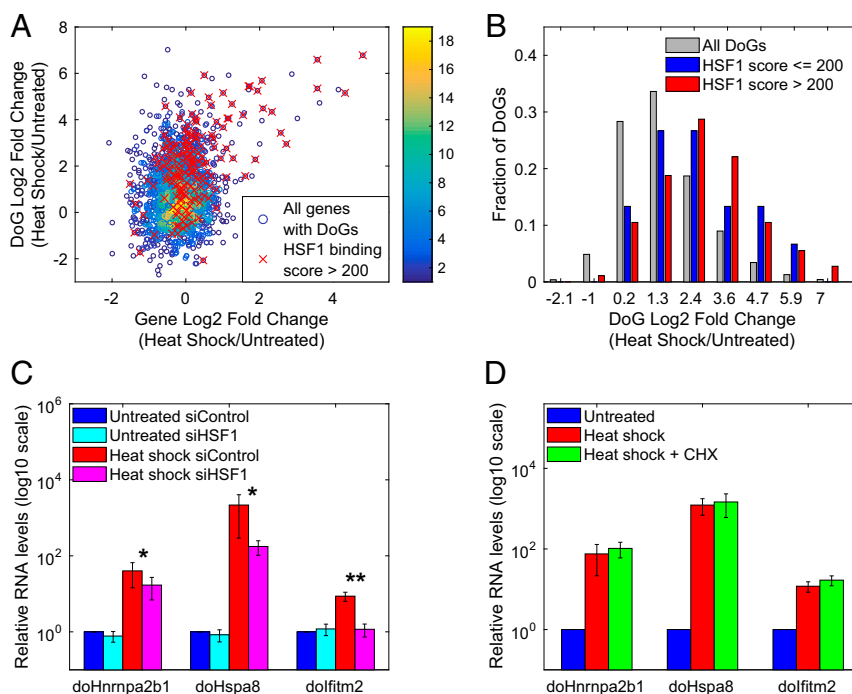 A
DoG Log2 Fold Change
(Heat Shock/Untreated)
8
6
4
2
0
-2
-2 0 2 4
Gene Log2 Fold Change
(Heat Shock/Untreated)
All genes
with DoGs
HSF1 binding
score > 200
18
16
14
12
10
8
6
4
2
B
Fraction of DoGs
0.4
0.3
0.2
0.1
0
All DoGs
HSF1 score <= 200
HSF1 score > 200
-2.1 -1 0.2 1.3 2.4 3.6 4.7 5.9 7
DoG Log2 Fold Change
(Heat Shock/Untreated)
C
Relative RNA levels (log10 scale)
10^6
10^4
10^2
10^0
Untreated siControl
Untreated siHSF1
Heat shock siControl
Heat shock siHSF1
*
*
**
doHnrnpa2b1 doHspa8 doIfitm2
D
Relative RNA levels (log10 scale)
10^4
10^2
10^0
Untreated
Heat shock
Heat shock + CHX
doHnrnpa2b1 doHspa8 doIfitm2